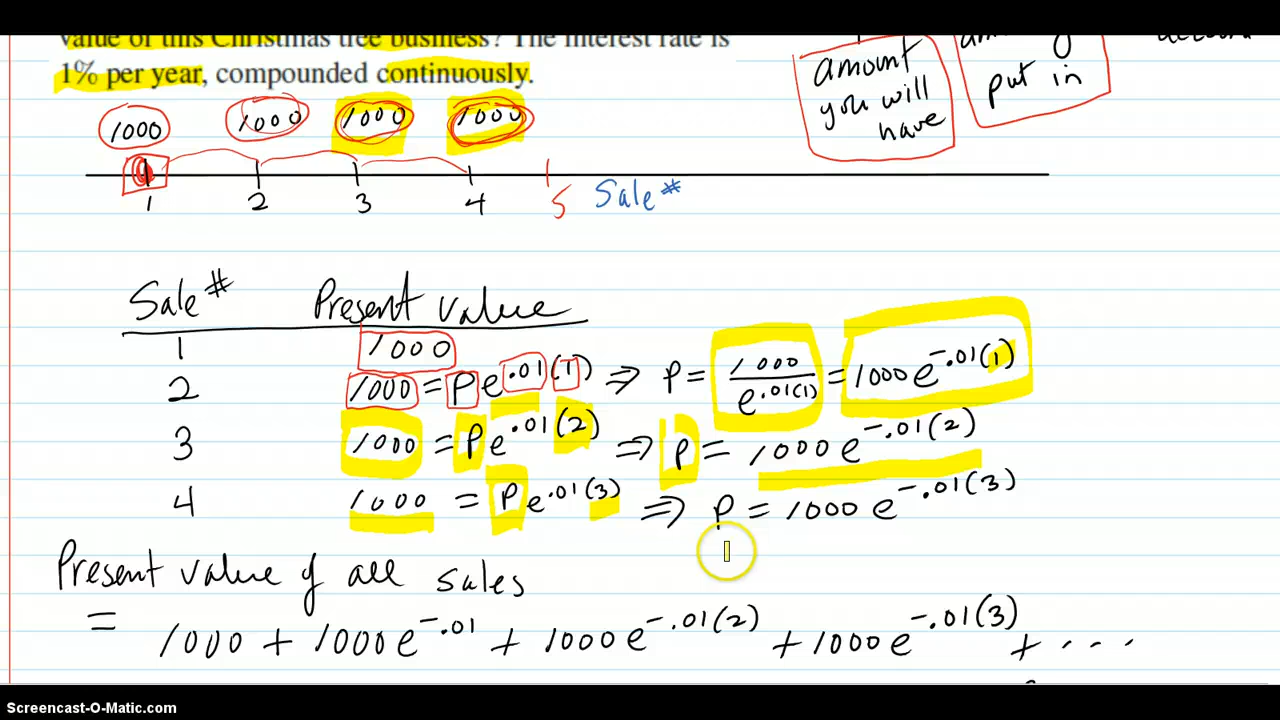 value of this Christmas tree business? The interest rate is
1% per year, compounded continuously.
amount
you will
have
put in
1000 1000 1000 1000
1 2 3 4 5 Sale #
Sale # Present value
1 1000
2 1000 = Pe^.01(1) ⇒ P = 1000/e^.01(1) = 1000e^-.01(1)
3 1000 = Pe^.01(2) ⇒ P = 1000e^-.01(2)
4 1000 = Pe^.01(3) ⇒ P = 1000e^-.01(3)
Present value of all sales
= 1000 + 1000e^-.01 + 1000e^-.01(2) + 1000e^-.01(3) + ...
Screencast-O-Matic.com